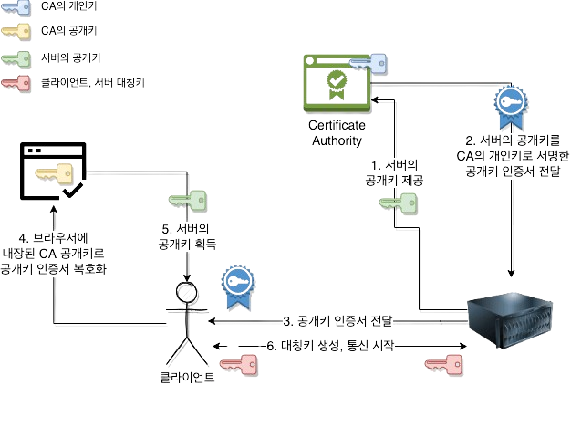 CA의 개인키
CA의 공개키
서버의 공개키
클라이언트, 서버 대칭키
Certificate
Authority
1. 서버의
공개키 제공
2. 서버의 공개키를
CA의 개인키로 서명한
공개키 인증서 전달
5. 서버의
공개키 획득
4. 브라우저에
내장된 CA 공개키로
공개키 인증서 복호화
3. 공개키 인증서 전달
6. 대칭키 생성, 통신 시작
클라이언트